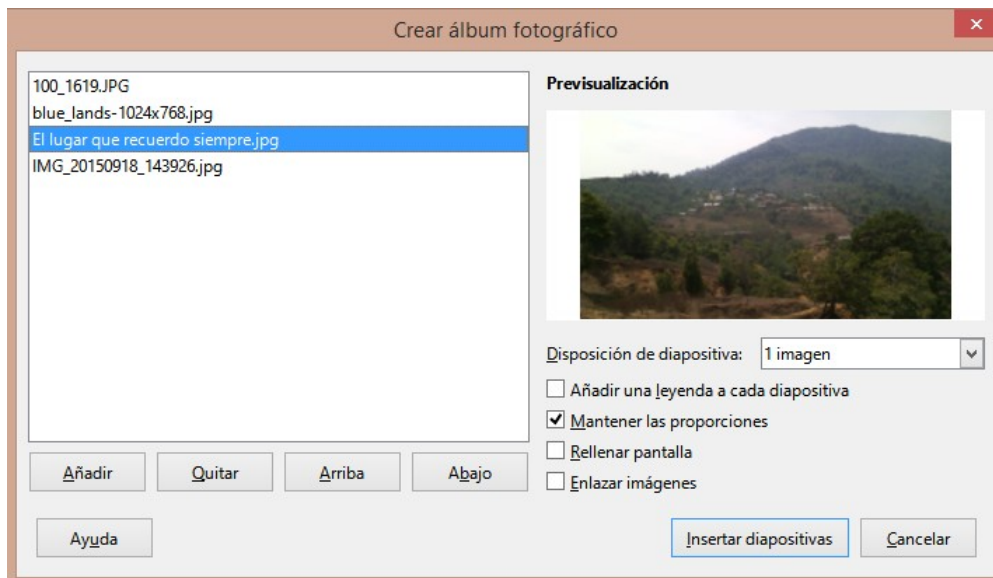 Crear álbum fotográfico
100_1619.JPG
blue_lands-1024x768.jpg
El lugar que recuerdo siempre.jpg
IMG_20150918_143926.jpg
Añadir
Quitar
Arriba
Abajo
Previsualización
Disposición de diapositiva: 1 imagen
Añadir una leyenda a cada diapositiva
Mantener las proporciones
Rellenar pantalla
Enlazar imágenes
Ayuda
Insertar diapositivas
Cancelar